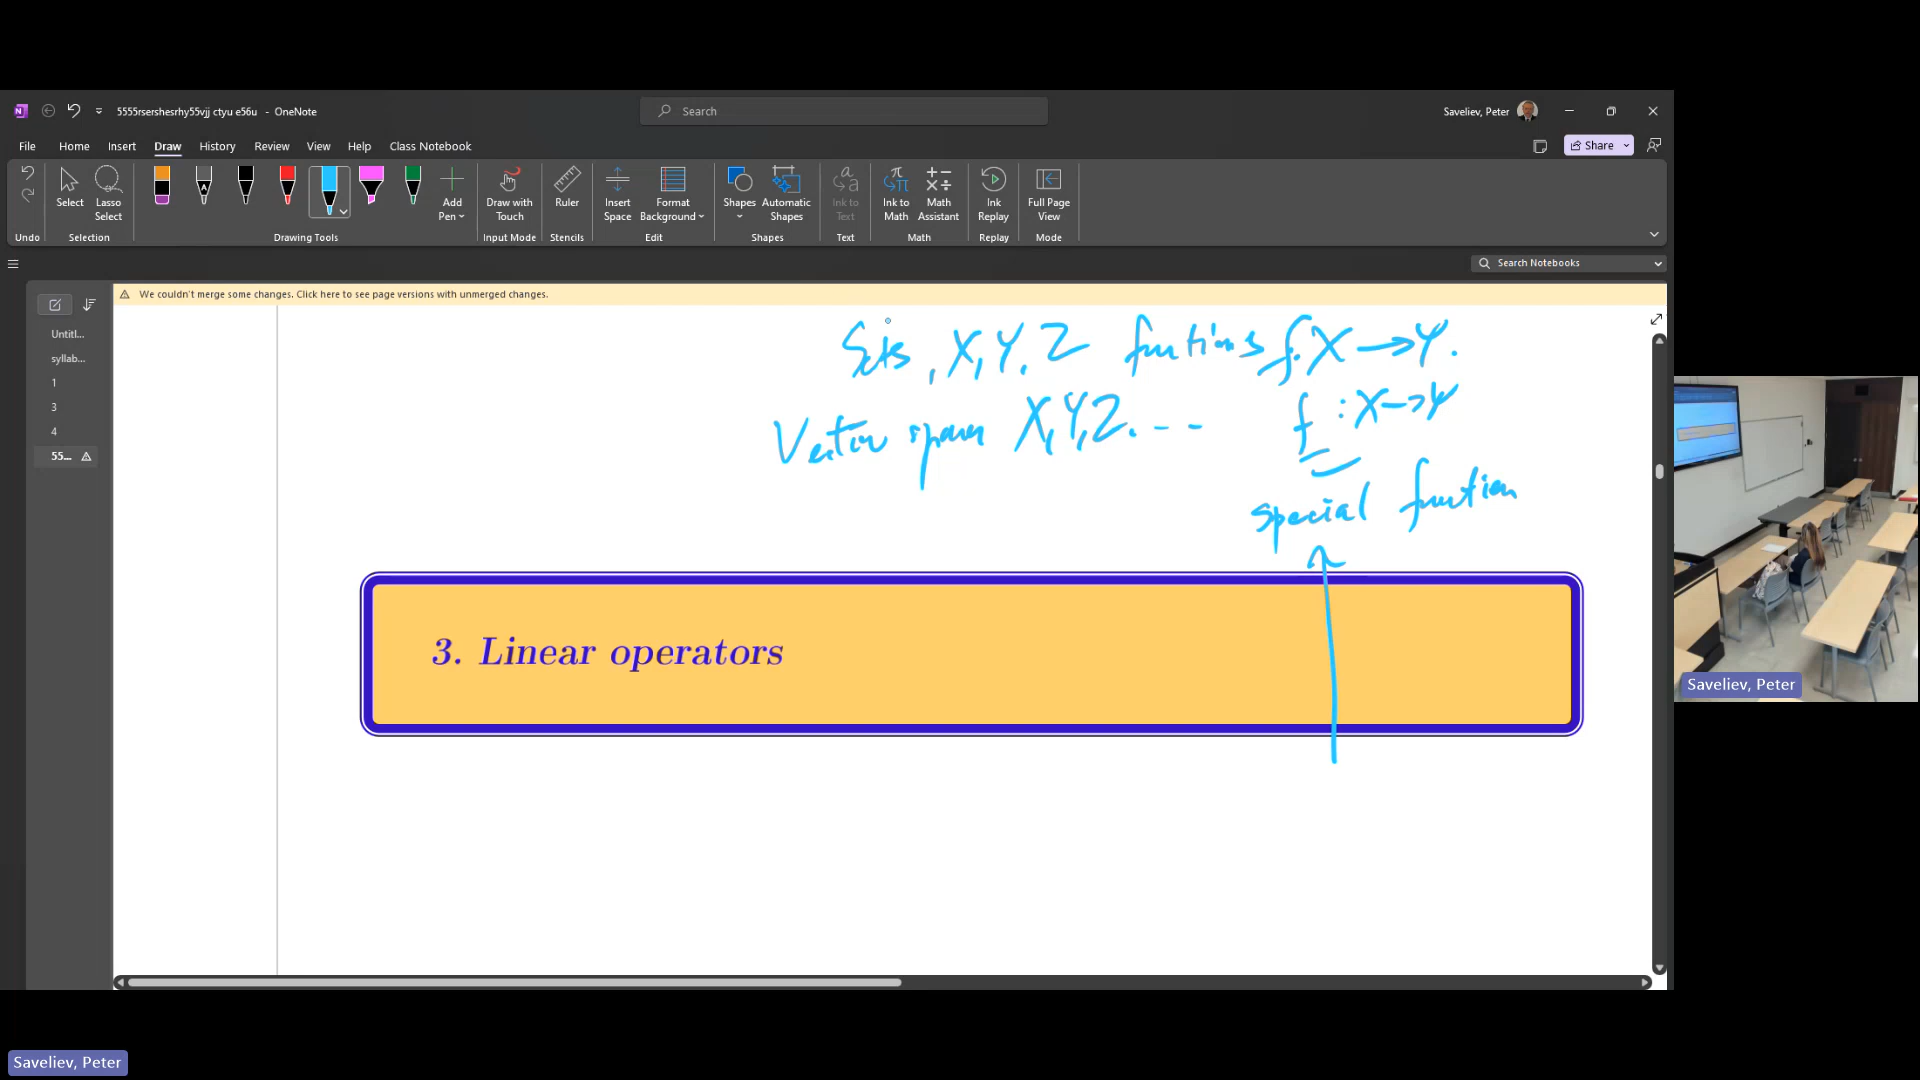 5555rsershesrhy55vjj ctyu e56u - OneNote
Search
Saveliev, Peter
File Home Insert Draw History Review View Help Class Notebook
Share
Undo
Select
Lasso Select
Selection
Drawing Tools
Add Pen
Draw with Touch
Input Mode
Ruler
Stencils
Insert Space
Format Background
Edit
Shapes
Automatic Shapes
Shapes
Ink to Text
Text
Ink to Math
Math Assistant
Math
Ink Replay
Replay
Full Page View
Mode
Search Notebooks
We couldn't merge some changes. Click here to see page versions with unmerged changes.
Untitl...
syllab...
1
3
4
55...
Sets, X, Y, Z functions f: X → Y.
Vector spaces X, Y, Z. --- f : X → Y
special function
3. Linear operators
Saveliev, Peter
Saveliev, Peter